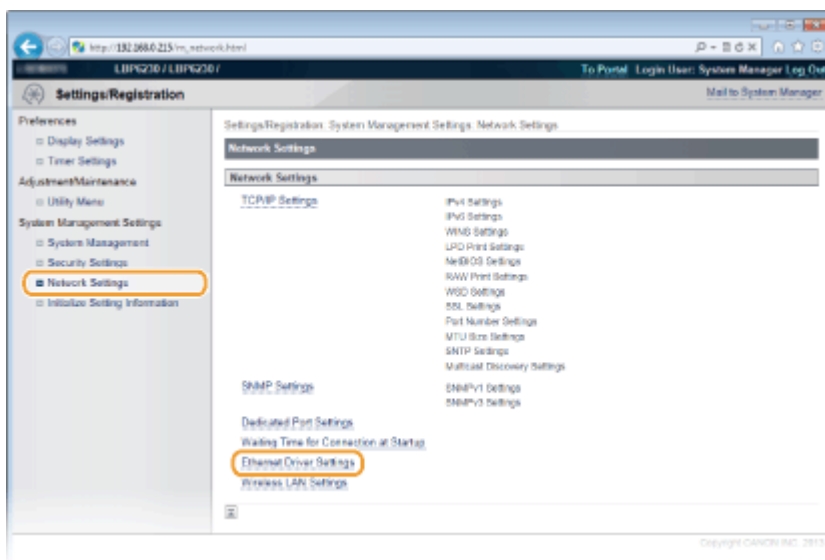 http://192.168.0.215/m_network.html
LBP6230 / LBP6230 /
To Portal Login User: System Manager Log Out
Settings/Registration
Mail to System Manager
Preferences
Display Settings
Timer Settings
Adjustment/Maintenance
Utility Menu
System Management Settings
System Management
Security Settings
Network Settings
Initialize Setting Information
Settings/Registration: System Management Settings: Network Settings
Network Settings
Network Settings
TCP/IP Settings
IPv4 Settings
IPv6 Settings
WINS Settings
LPD Print Settings
NetBIOS Settings
RAW Print Settings
WSD Settings
SSL Settings
Port Number Settings
MTU Size Settings
SNTP Settings
Multicast Discovery Settings
SNMP Settings
SNMPv1 Settings
SNMPv3 Settings
Dedicated Port Settings
Waiting Time for Connection at Startup
Ethernet Driver Settings
Wireless LAN Settings
Copyright CANON INC. 2013